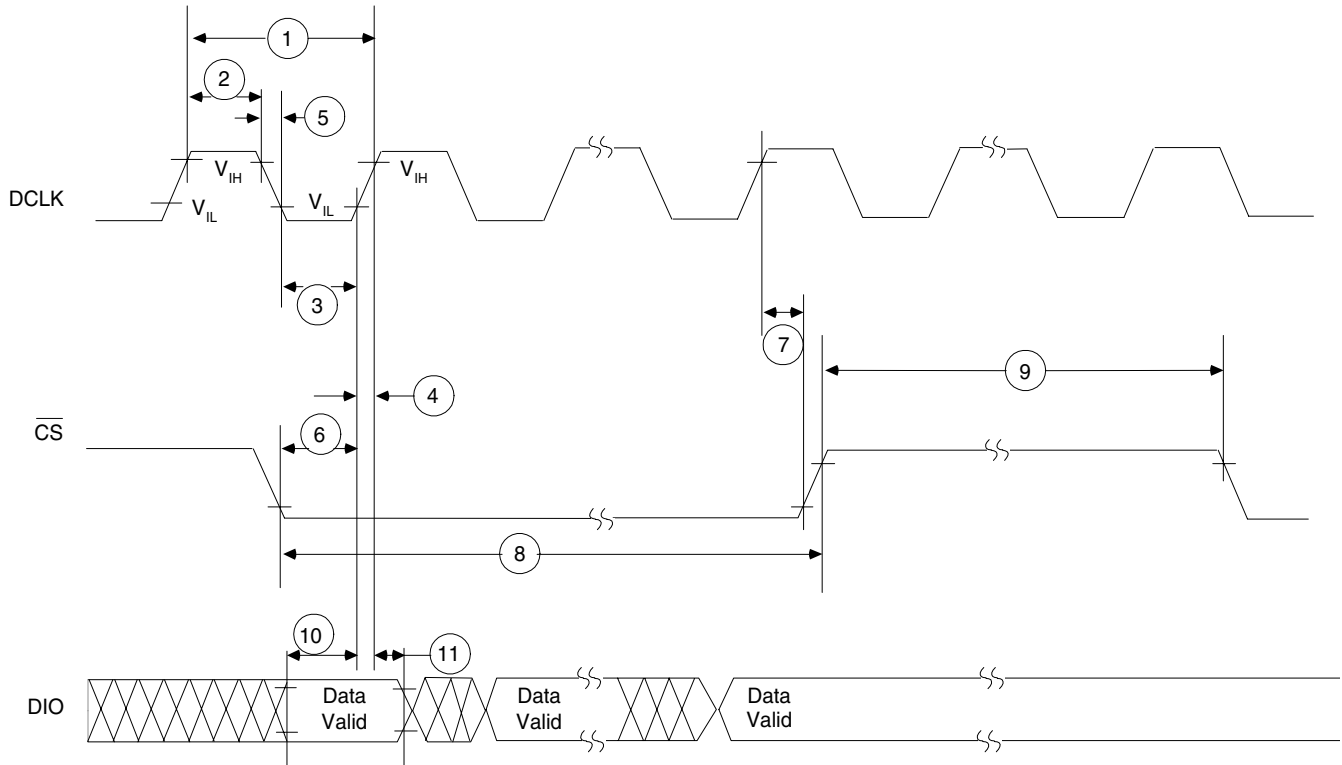 1
2
5
V_IH
V_IH
DCLK
V_IL
V_IL
3
7
9
4
CS
6
8
10
11
DIO
Data
Valid
Data
Valid
Data
Valid